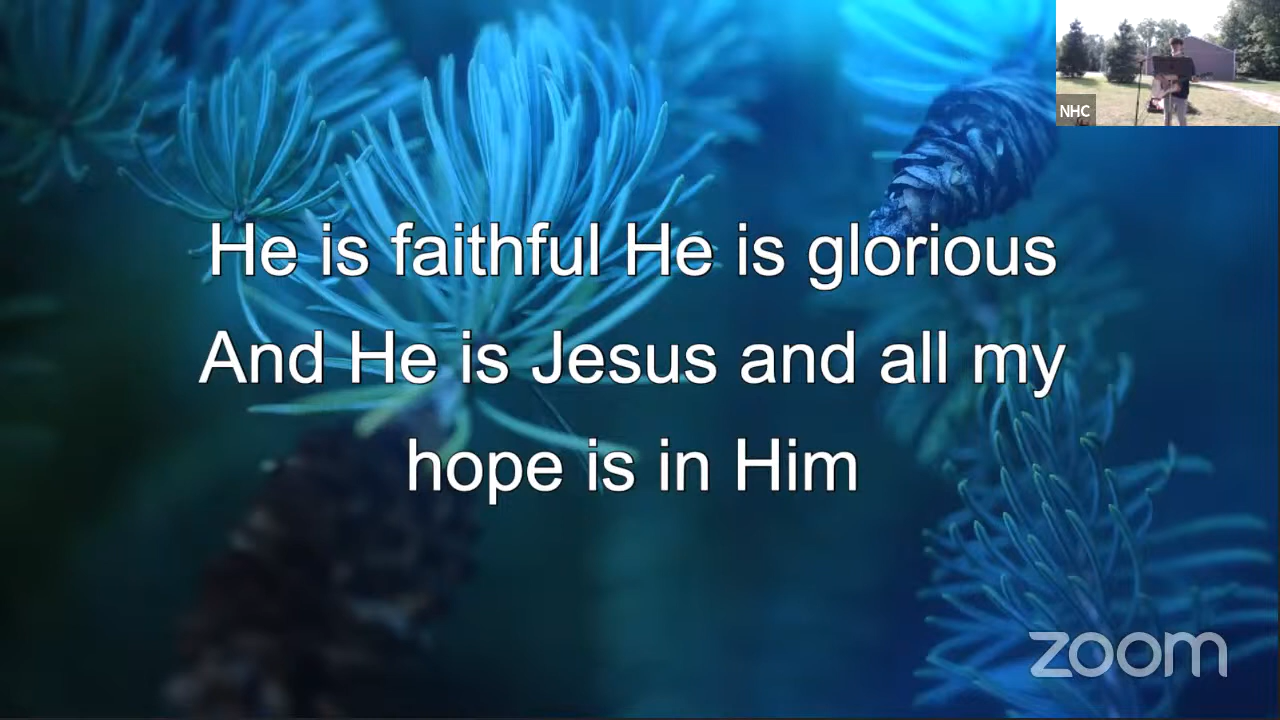 NHC
He is faithful He is glorious
And He is Jesus and all my
hope is in Him
zoom